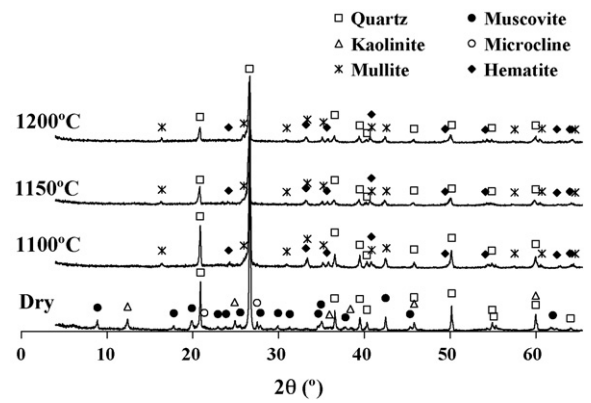 □ Quartz ● Muscovite
△ Kaolinite ○ Microcline
ж Mullite ◆ Hematite
1200ºC
1150ºC
1100ºC
Dry
0 10 20 30 40 50 60
2θ (º)